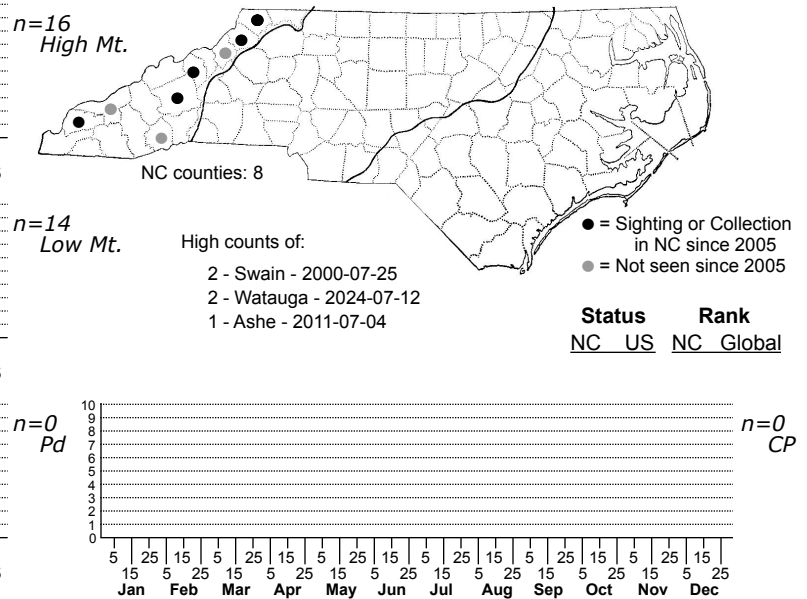 n=16
High Mt.
NC counties: 8
n=14
Low Mt.
High counts of:
2 - Swain - 2000-07-25
2 - Watauga - 2024-07-12
1 - Ashe - 2011-07-04
= Sighting or Collection
in NC since 2005
= Not seen since 2005
Status Rank
NC US NC Global
n=0
Pd
10
9
8
7
6
5
4
3
2
1
0
n=0
CP
5 25 15 5 25 15 5 25 15 5 25 15 5 25 15 5 25 15
15 5 25 15 5 25 15 5 25 15 5 25 15 5 25 15 5 25
Jan Feb Mar Apr May Jun Jul Aug Sep Oct Nov Dec